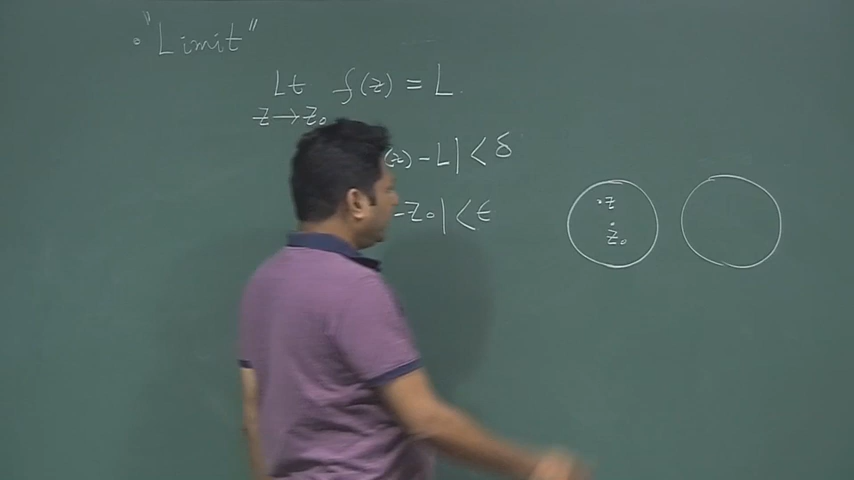 "Limit"
Lt f(z) = L.
z→z₀
(z) - L| < δ
- z₀| < ε
z
z₀